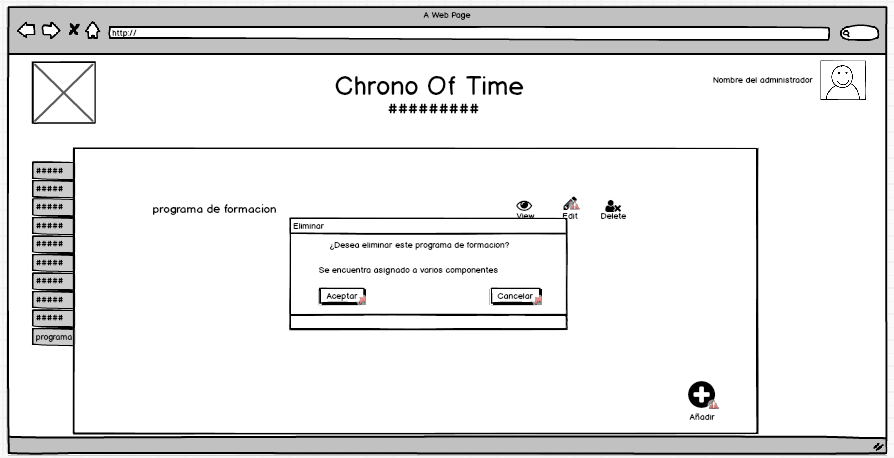 A Web Page
http://
Chrono Of Time
#########
Nombre del administrador
#####
#####
#####
#####
#####
#####
#####
#####
#####
programa
programa de formacion
View
Edit
Delete
Eliminar
¿Desea eliminar este programa de formacion?
Se encuentra asignado a varios componentes
Aceptar
Cancelar
Añadir